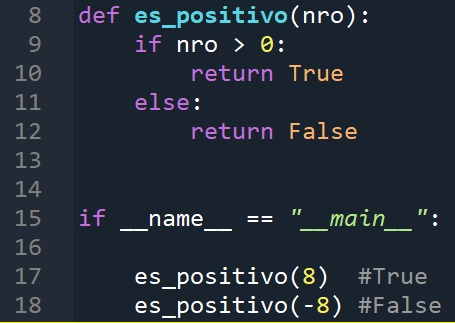 8 def es_positivo(nro):
9     if nro > 0:
10         return True
11     else:
12         return False
13
14
15 if __name__ == "__main__":
16
17     es_positivo(8)  #True
18     es_positivo(-8) #False